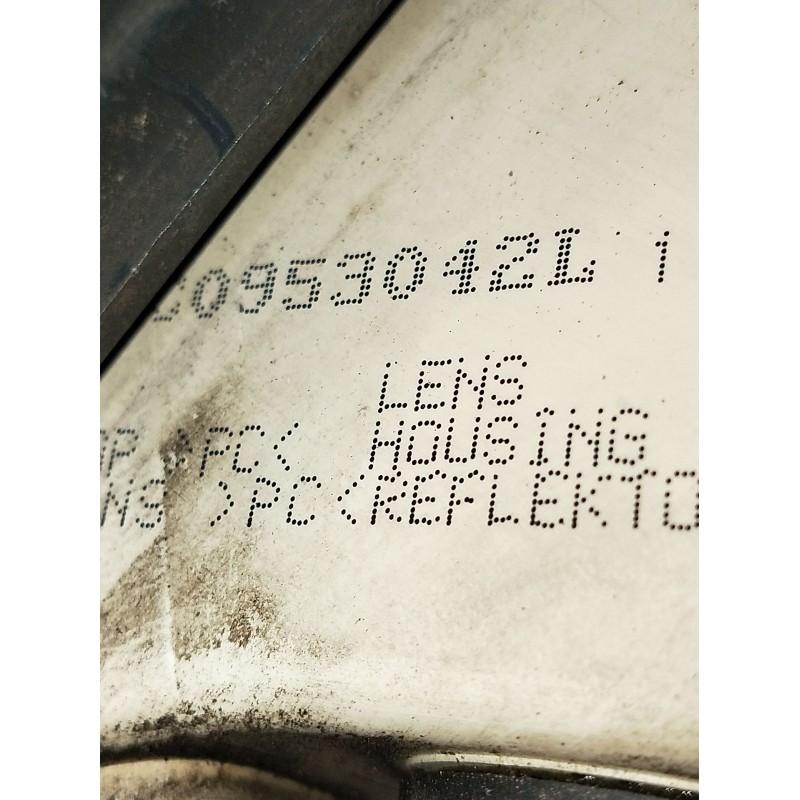 0953042L 1
LENS
>PC< HOUSING
>PC< REFLEKTO